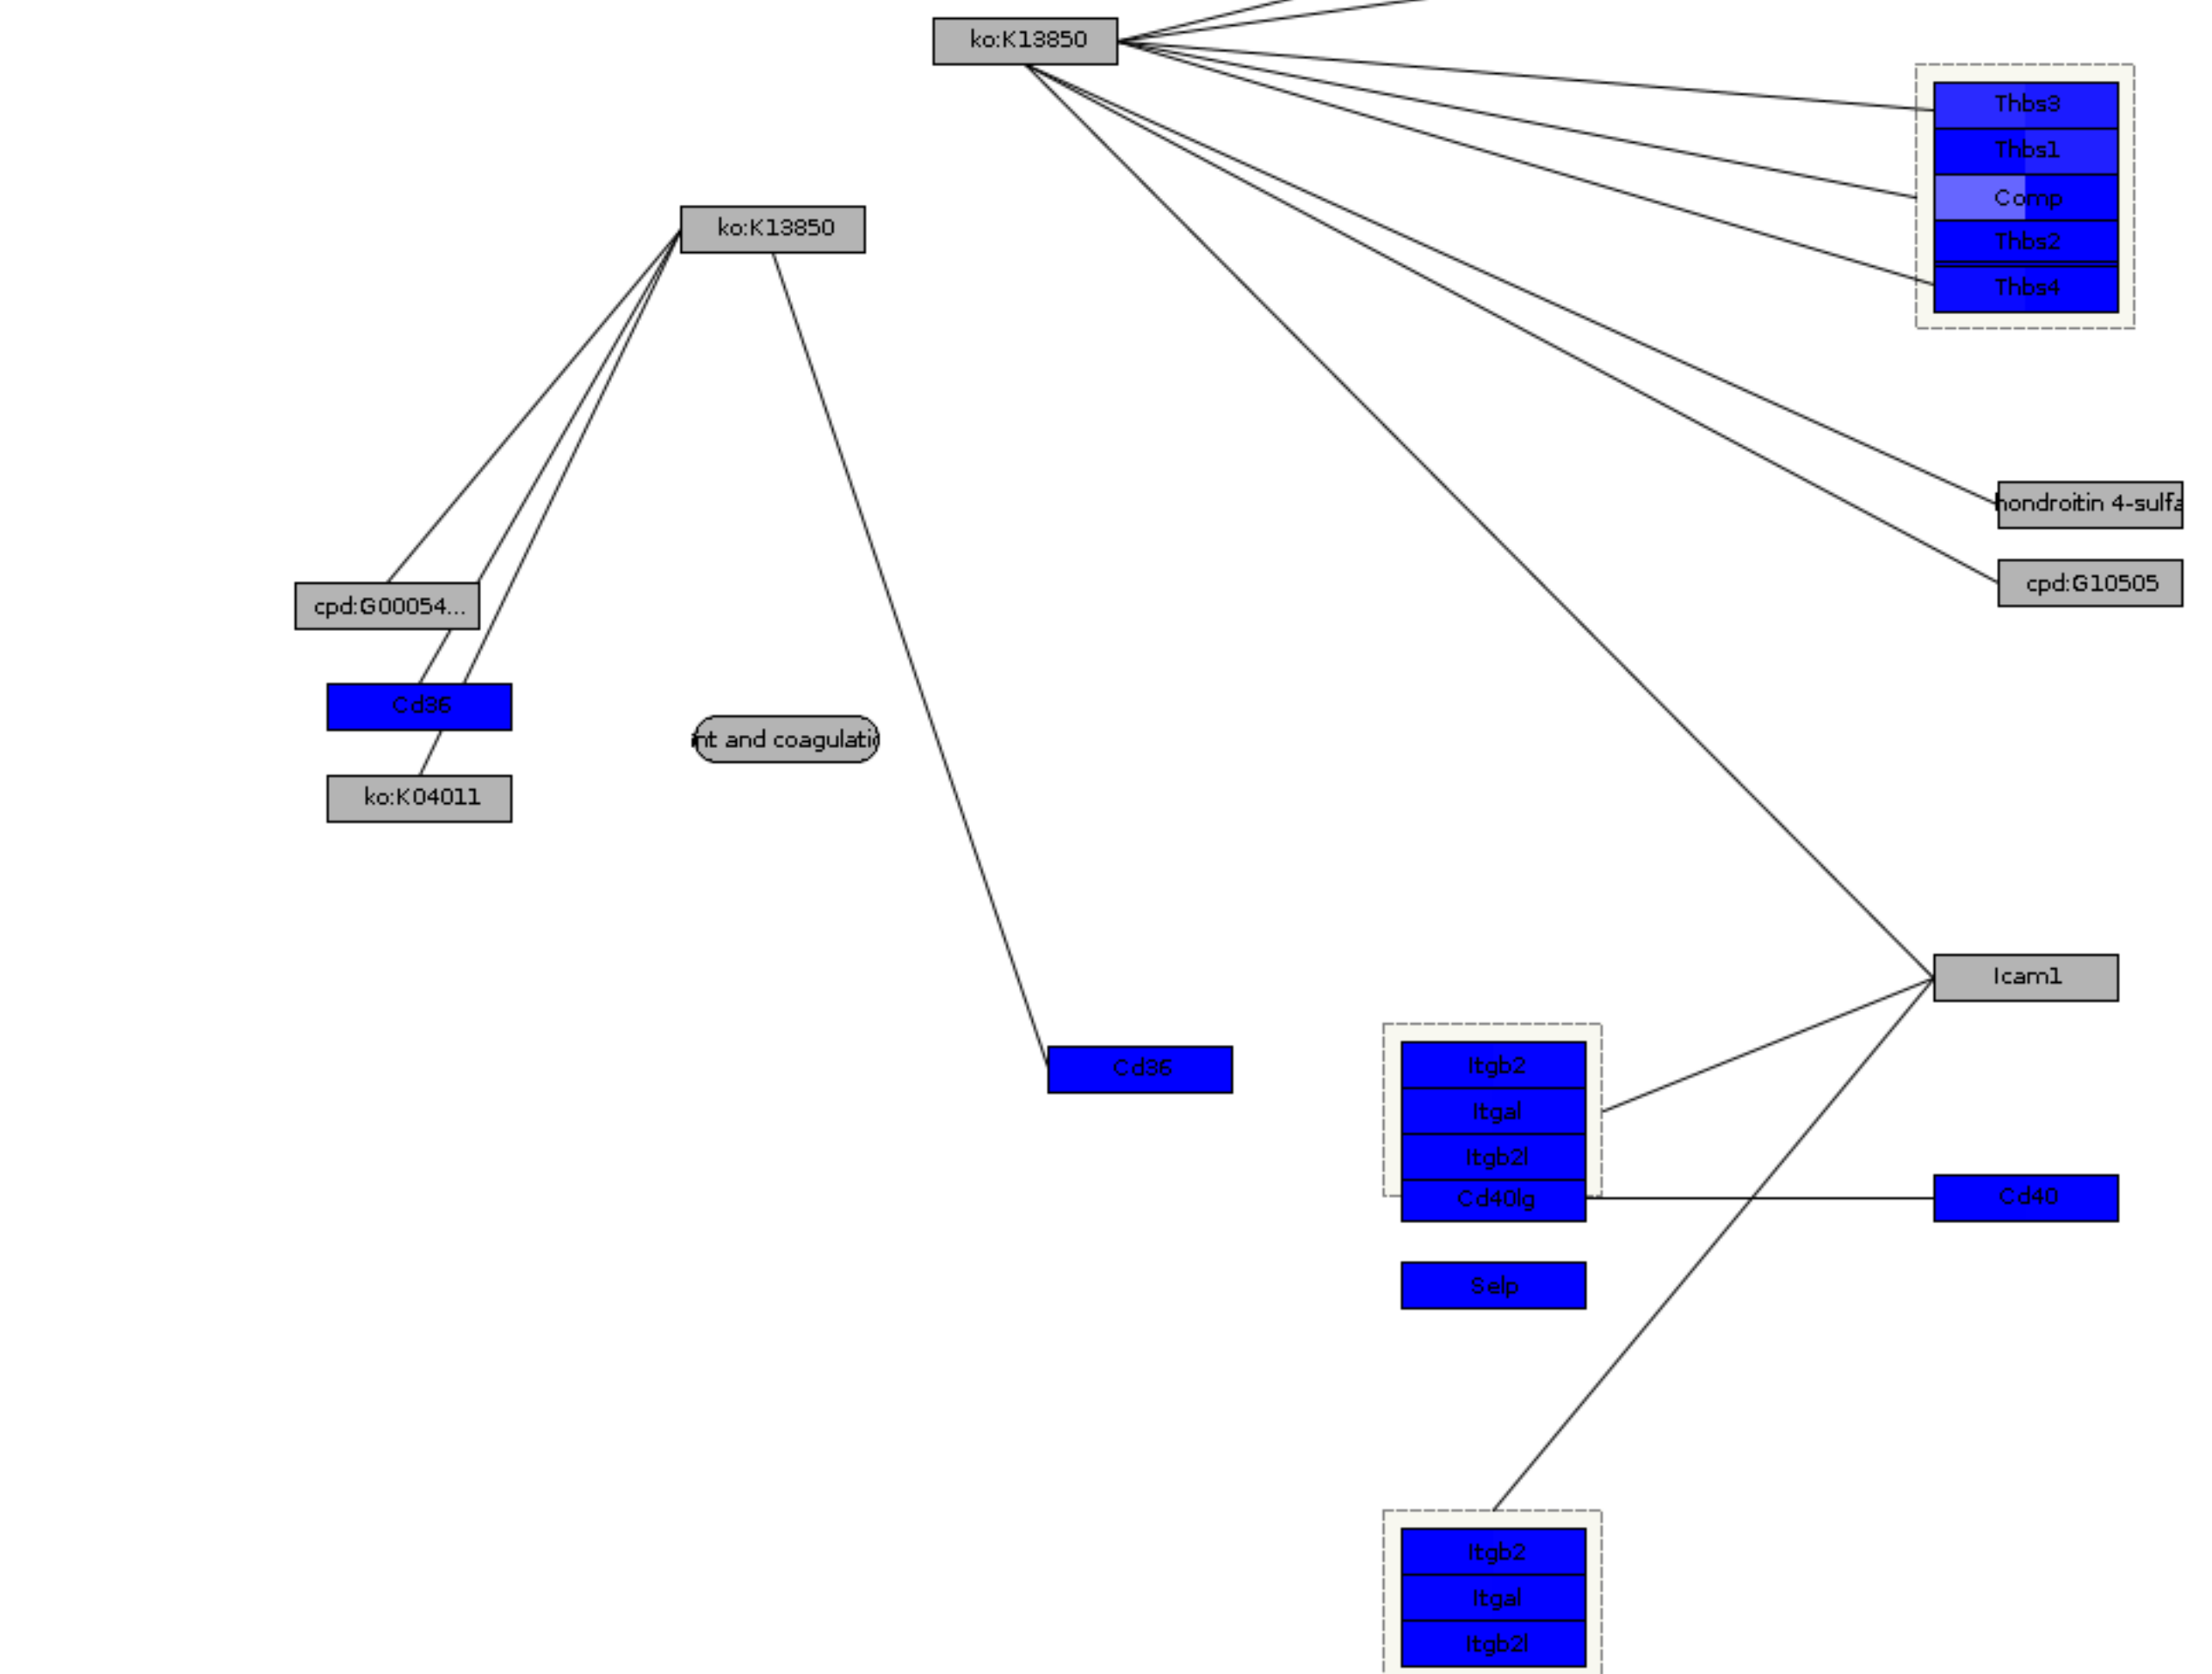 ko:K13850
Thbs3
Thbs1
Comp
Thbs2
Thbs4
ko:K13850
hondroitin 4-sulfa
cpd:G10505
cpd:G00054...
Cd36
nt and coagulatio
ko:K04011
Icam1
Cd36
Itgb2
Itgal
Itgb2l
Cd40lg
Cd40
Selp
Itgb2
Itgal
Itgb2l